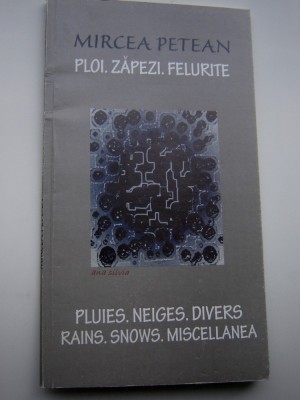 MIRCEA PETEAN
PLOI. ZĂPEZI. FELURITE
PLUIES. NEIGES. DIVERS
RAINS. SNOWS. MISCELLANEA